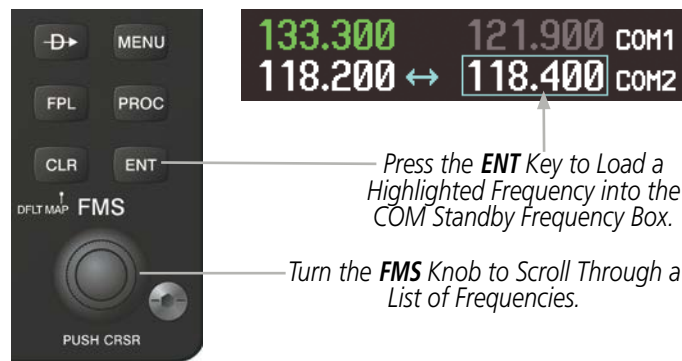 -D→ MENU
FPL PROC
CLR ENT
DFLT MAP FMS
PUSH CRSR
133.300 121.900 COM1
118.200 ↔ 118.400 COM2
Press the ENT Key to Load a
Highlighted Frequency into the
COM Standby Frequency Box.
Turn the FMS Knob to Scroll Through a
List of Frequencies.